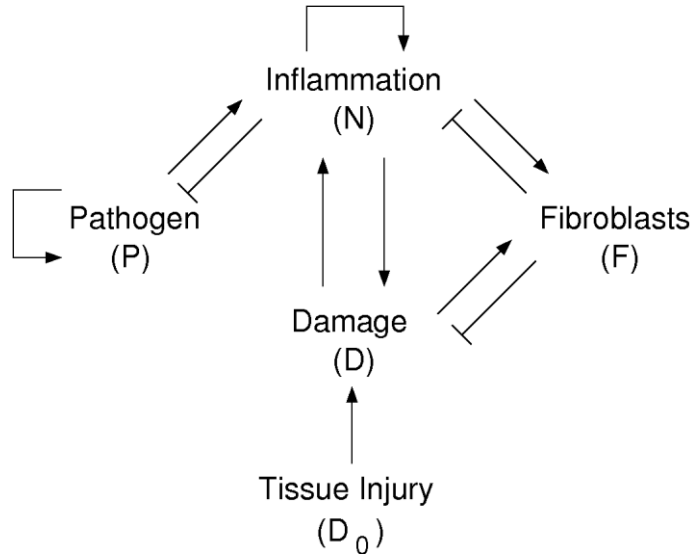 Inflammation
(N)
Pathogen
(P)
Fibroblasts
(F)
Damage
(D)
Tissue Injury
(D₀)